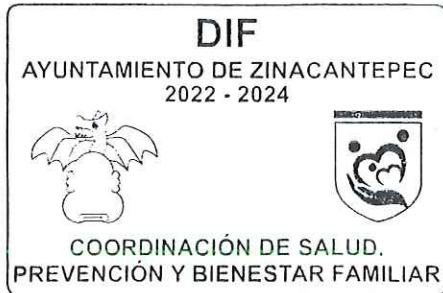 DIF
AYUNTAMIENTO DE ZINACANTEPEC
2022 - 2024
COORDINACIÓN DE SALUD.
PREVENCIÓN Y BIENESTAR FAMILIAR